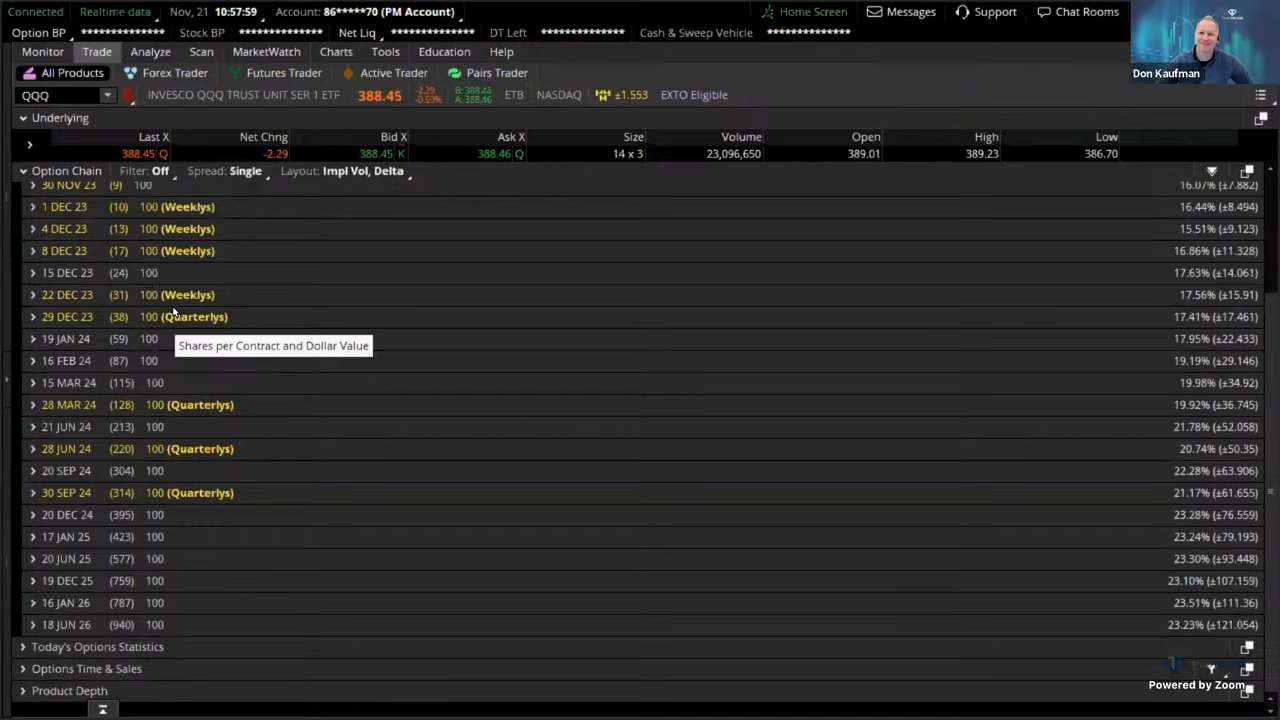 Connected Realtime data Nov, 21 10:57:59 Account: 86*****70 (PM Account) Home Screen Messages Support Chat Rooms
Option BP ************** Stock BP ************** Net Liq ************** DT Left ************** Cash & Sweep Vehicle **************
Monitor Trade Analyze Scan MarketWatch Charts Tools Education Help
Don Kaufman
All Products Forex Trader Futures Trader Active Trader Pairs Trader
QQQ INVESCO QQQ TRUST UNIT SER 1 ETF 388.45 -2.29 -0.59% B: 388.45 A: 388.46 ETB NASDAQ ±1.553 EXTO Eligible
Underlying
Last X Net Chng Bid X Ask X Size Volume Open High Low
388.45 Q -2.29 388.45 K 388.46 Q 14 x 3 23,096,650 389.01 389.23 386.70
Option Chain Filter: Off Spread: Single Layout: Impl Vol, Delta
30 NOV 23 (9) 100 16.07% (±7.882)
1 DEC 23 (10) 100 (Weeklys) 16.44% (±8.494)
4 DEC 23 (13) 100 (Weeklys) 15.51% (±9.123)
8 DEC 23 (17) 100 (Weeklys) 16.86% (±11.328)
15 DEC 23 (24) 100 17.63% (±14.061)
22 DEC 23 (31) 100 (Weeklys) 17.56% (±15.91)
29 DEC 23 (38) 100 (Quarterlys) 17.41% (±17.461)
19 JAN 24 (59) 100 17.95% (±22.433)
Shares per Contract and Dollar Value
16 FEB 24 (87) 100 19.19% (±29.146)
15 MAR 24 (115) 100 19.98% (±34.92)
28 MAR 24 (128) 100 (Quarterlys) 19.92% (±36.745)
21 JUN 24 (213) 100 21.78% (±52.058)
28 JUN 24 (220) 100 (Quarterlys) 20.74% (±50.35)
20 SEP 24 (304) 100 22.28% (±63.906)
30 SEP 24 (314) 100 (Quarterlys) 21.17% (±61.655)
20 DEC 24 (395) 100 23.28% (±76.559)
17 JAN 25 (423) 100 23.24% (±79.193)
20 JUN 25 (577) 100 23.30% (±93.448)
19 DEC 25 (759) 100 23.10% (±107.159)
16 JAN 26 (787) 100 23.51% (±111.36)
18 JUN 26 (940) 100 23.23% (±121.054)
Today's Options Statistics
Options Time & Sales
Powered by Zoom
Product Depth